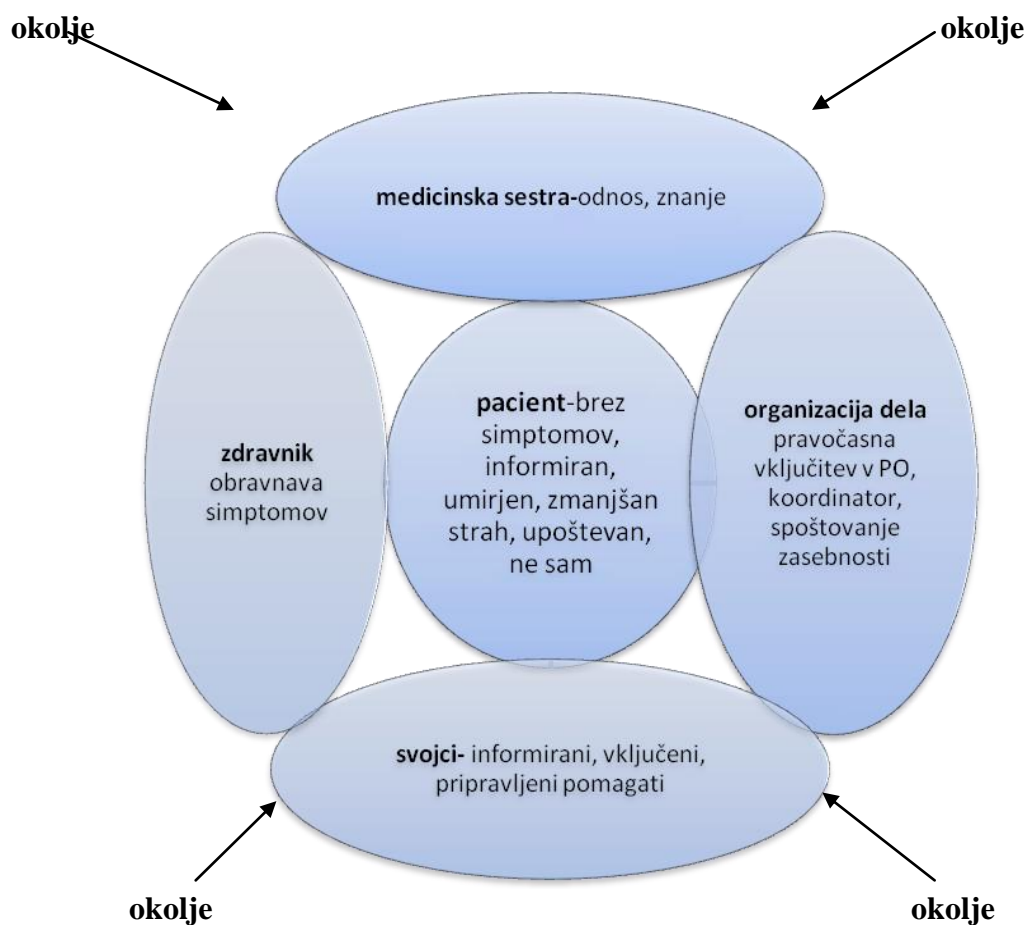 okolje
okolje
medicinska sestra-odnos, znanje
zdravnik
obravnava
simptomov
pacient-brez
simptomov,
informiran,
umirjen, zmanjšan
strah, upoštevan,
ne sam
organizacija dela
pravočasna
vključitev v PO,
koordinator,
spoštovanje
zasebnosti
svojci- informirani, vključeni,
pripravljeni pomagati
okolje
okolje